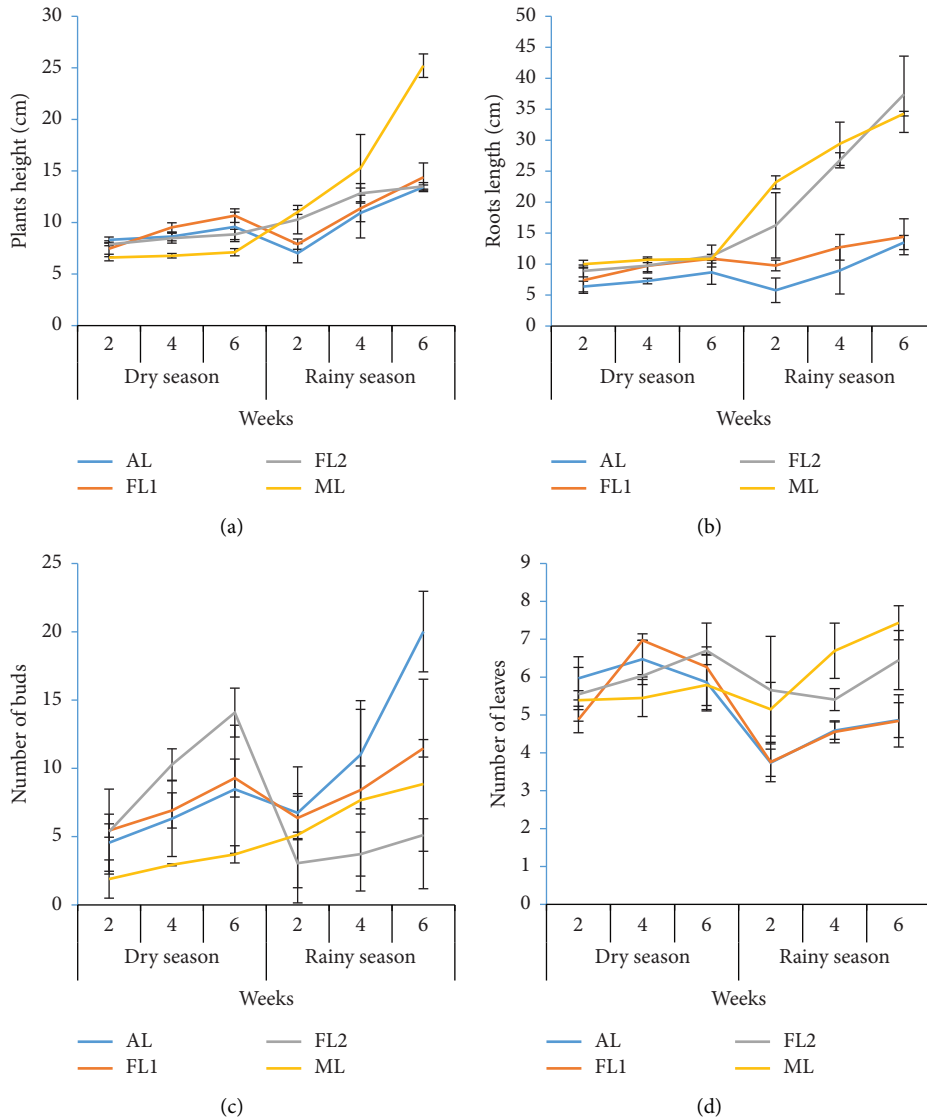 Plants height (cm)
30
25
20
15
10
5
0
2 4 6 2 4 6
Dry season Rainy season
Weeks
AL FL2
FL1 ML
(a)
Roots length (cm)
50
45
40
35
30
25
20
15
10
5
0
2 4 6 2 4 6
Dry season Rainy season
Weeks
AL FL2
FL1 ML
(b)
Number of buds
25
20
15
10
5
0
2 4 6 2 4 6
Dry season Rainy season
Weeks
AL FL2
FL1 ML
(c)
Number of leaves
9
8
7
6
5
4
3
2
1
0
2 4 6 2 4 6
Dry season Rainy season
Weeks
AL FL2
FL1 ML
(d)